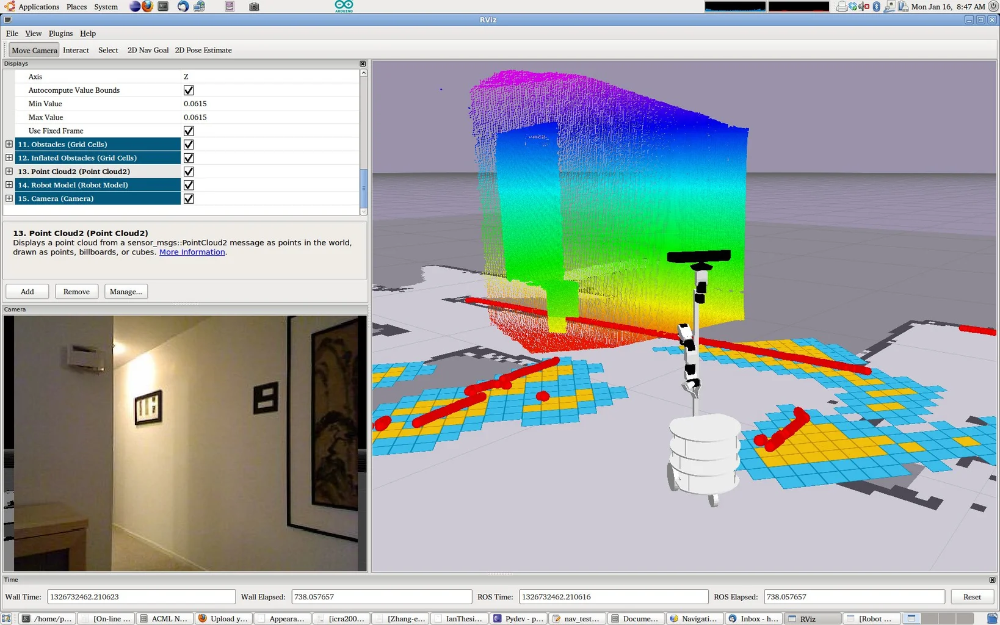 Applications Places System
ARDUINO
Mon Jan 16, 8:47 AM
RViz
File View Plugins Help
Move Camera Interact Select 2D Nav Goal 2D Pose Estimate
Displays
Axis Z
Autocompute Value Bounds
Min Value 0.0615
Max Value 0.0615
Use Fixed Frame
11. Obstacles (Grid Cells)
12. Inflated Obstacles (Grid Cells)
13. Point Cloud2 (Point Cloud2)
14. Robot Model (Robot Model)
15. Camera (Camera)
13. Point Cloud2 (Point Cloud2)
Displays a point cloud from a sensor_msgs::PointCloud2 message as points in the world,
drawn as points, billboards, or cubes. More Information.
Add Remove Manage...
Camera
Time
Wall Time: 1326732462.210623 Wall Elapsed: 738.057657 ROS Time: 1326732462.210616 ROS Elapsed: 738.057657 Reset
/home/p... [On-line ... ACML N... Upload y... Appeara... [icra200... [Zhang-e... IanThesi... Pydev - p... nav_test... Docume... Navigati... Inbox - h... RViz [Robot ...